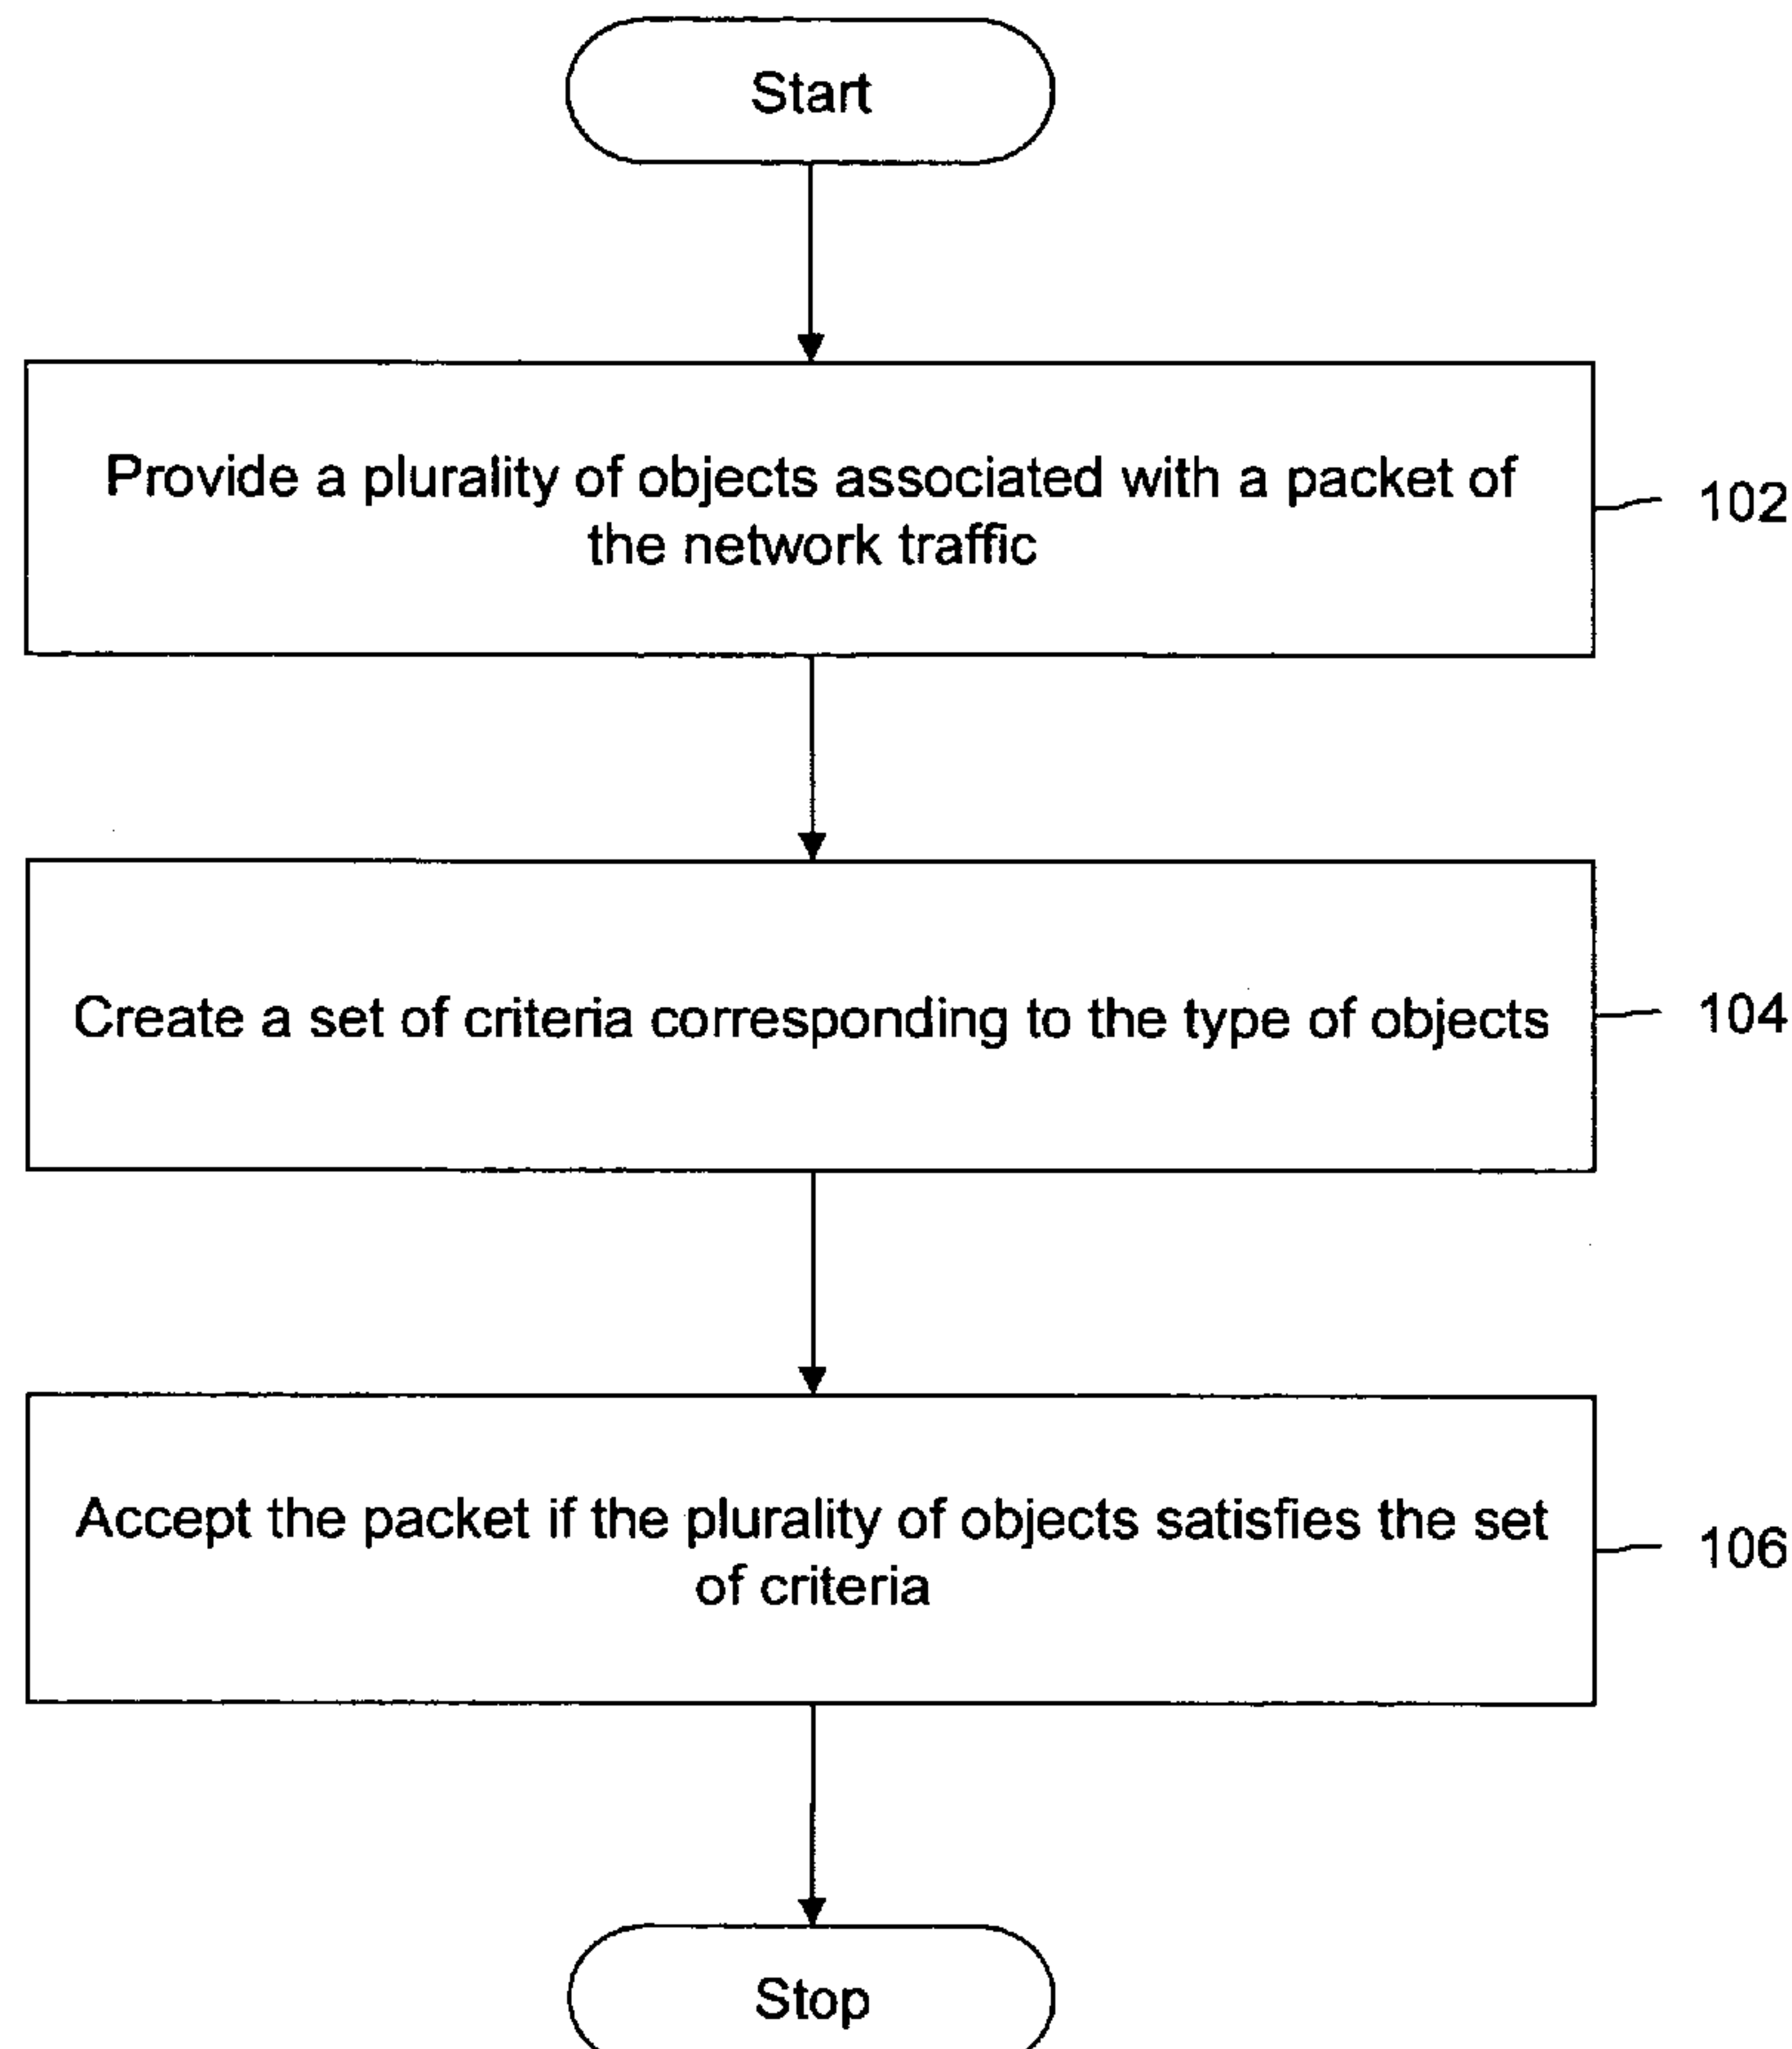 Start
Provide a plurality of objects associated with a packet of
the network traffic
102
Create a set of criteria corresponding to the type of objects
104
Accept the packet if the plurality of objects satisfies the set
of criteria
106
Stop